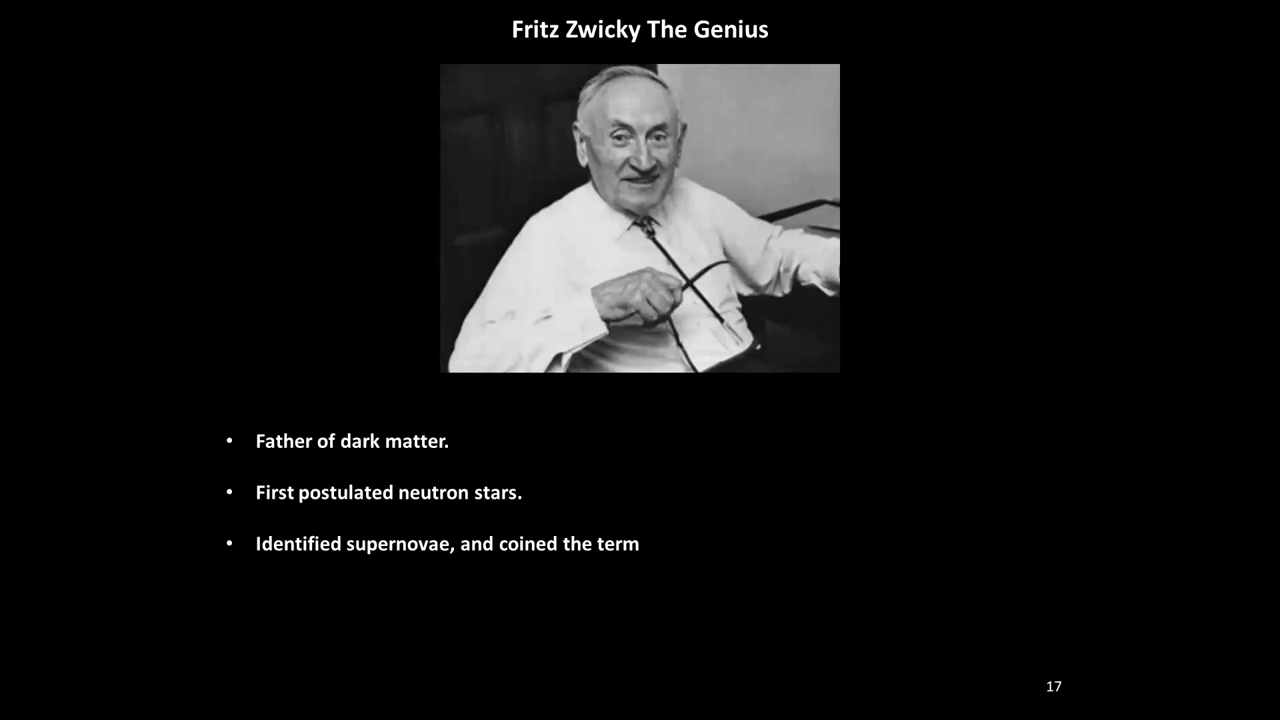 Fritz Zwicky The Genius
• Father of dark matter.
• First postulated neutron stars.
• Identified supernovae, and coined the term
17